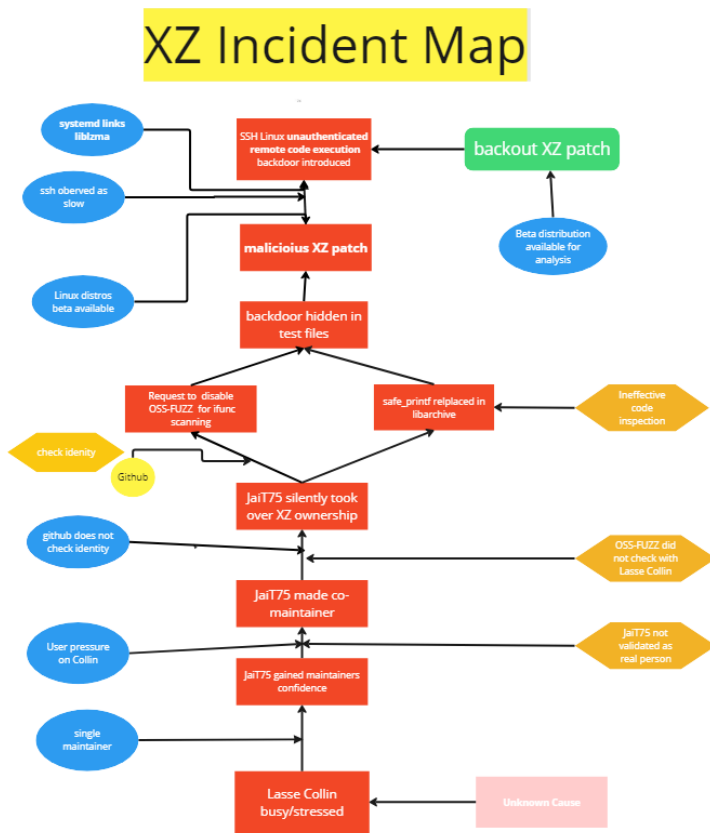 XZ Incident Map
systemd links
liblzma
SSH Linux unauthenticated
remote code execution
backdoor introduced
backout XZ patch
ssh oberved as
slow
malicioius XZ patch
Beta distribution
available for
analysis
Linux distros
beta available
backdoor hidden in
test files
Request to disable
OSS-FUZZ for ifunc
scanning
safe_printf relplaced in
libarchive
Ineffective
code
inspection
check idenity
Github
JaiT75 silently took
over XZ ownership
github does not
check identity
OSS-FUZZ did
not check with
Lasse Collin
JaiT75 made co-
maintainer
User pressure
on Collin
JaiT75 not
validated as
real person
JaiT75 gained maintainers
confidence
single
maintainer
Lasse Collin
busy/stressed
Unknown Cause